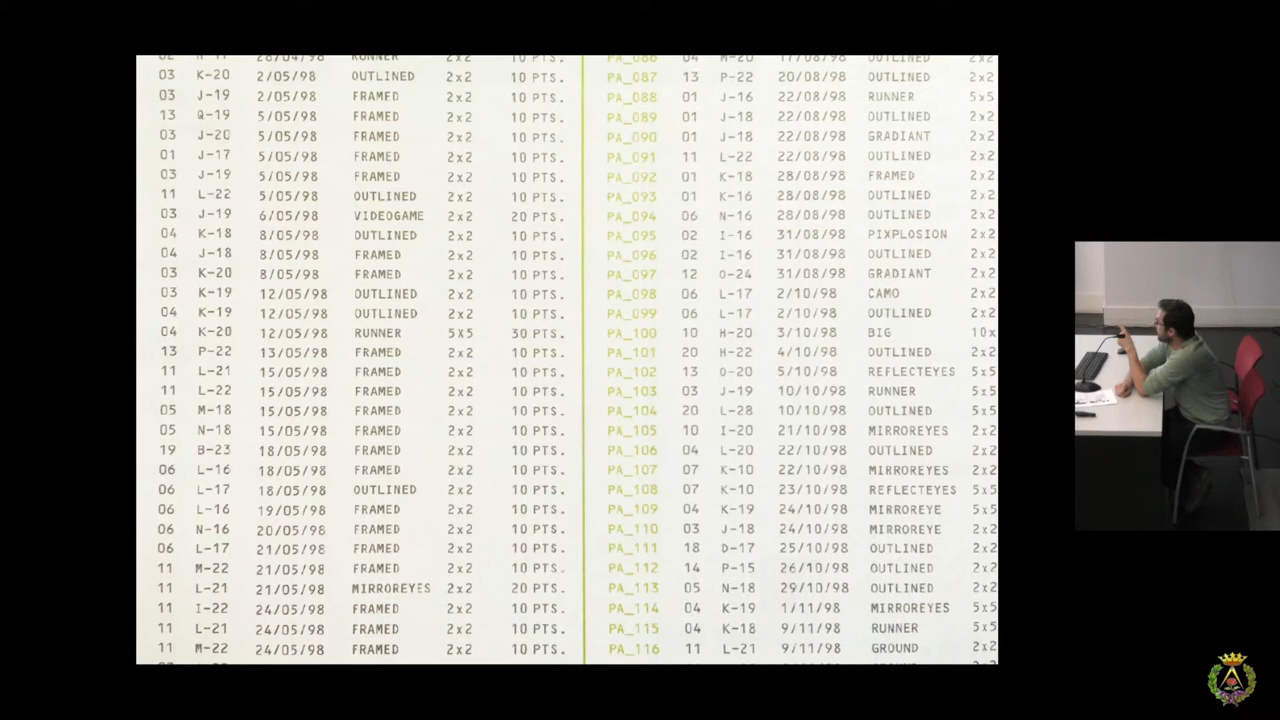 03 K-20 2/05/98 OUTLINED 2x2 10 PTS.
03 J-19 2/05/98 FRAMED 2x2 10 PTS.
13 Q-19 5/05/98 FRAMED 2x2 10 PTS.
03 J-20 5/05/98 FRAMED 2x2 10 PTS.
01 J-17 5/05/98 FRAMED 2x2 10 PTS.
03 J-19 5/05/98 FRAMED 2x2 10 PTS.
11 L-22 5/05/98 OUTLINED 2x2 10 PTS.
03 J-19 6/05/98 VIDEOGAME 2x2 20 PTS.
04 K-18 8/05/98 OUTLINED 2x2 10 PTS.
04 J-18 8/05/98 FRAMED 2x2 10 PTS.
03 K-20 8/05/98 FRAMED 2x2 10 PTS.
03 K-19 12/05/98 OUTLINED 2x2 10 PTS.
04 K-19 12/05/98 OUTLINED 2x2 10 PTS.
04 K-20 12/05/98 RUNNER 5X5 30 PTS.
13 P-22 13/05/98 FRAMED 2x2 10 PTS.
11 L-21 15/05/98 FRAMED 2x2 10 PTS.
11 L-22 15/05/98 FRAMED 2x2 10 PTS.
05 M-18 15/05/98 FRAMED 2x2 10 PTS.
05 N-18 15/05/98 FRAMED 2x2 10 PTS.
19 B-23 18/05/98 FRAMED 2x2 10 PTS.
06 L-16 18/05/98 FRAMED 2x2 10 PTS.
06 L-17 18/05/98 OUTLINED 2x2 10 PTS.
06 L-16 19/05/98 FRAMED 2x2 10 PTS.
06 N-16 20/05/98 FRAMED 2x2 10 PTS.
06 L-17 21/05/98 FRAMED 2x2 10 PTS.
11 M-22 21/05/98 FRAMED 2x2 10 PTS.
11 L-21 21/05/98 MIRROREYES 2x2 20 PTS.
11 I-22 24/05/98 FRAMED 2x2 10 PTS.
11 L-21 24/05/98 FRAMED 2x2 10 PTS.
11 M-22 24/05/98 FRAMED 2x2 10 PTS.
PA_086 04 M-20 17/08/98 OUTLINED 2x2
PA_087 13 P-22 20/08/98 OUTLINED 2x2
PA_088 01 J-16 22/08/98 RUNNER 5x5
PA_089 01 J-18 22/08/98 OUTLINED 2x2
PA_090 01 J-18 22/08/98 GRADIANT 2x2
PA_091 11 L-22 22/08/98 OUTLINED 2x2
PA_092 01 K-18 28/08/98 FRAMED 2x2
PA_093 01 K-16 28/08/98 OUTLINED 2x2
PA_094 06 N-16 28/08/98 OUTLINED 2x2
PA_095 02 I-16 31/08/98 PIXPLOSION 2x2
PA_096 02 I-16 31/08/98 OUTLINED 2x2
PA_097 12 O-24 31/08/98 GRADIANT 2x2
PA_098 06 L-17 2/10/98 CAMO 2x2
PA_099 06 L-17 2/10/98 OUTLINED 2x2
PA_100 10 H-20 3/10/98 BIG 10x
PA_101 20 H-22 4/10/98 OUTLINED 2x2
PA_102 13 O-20 5/10/98 REFLECTEYES 5x5
PA_103 03 J-19 10/10/98 RUNNER 5x5
PA_104 20 L-28 10/10/98 OUTLINED 5x5
PA_105 10 I-20 21/10/98 MIRROREYES 2x2
PA_106 04 L-20 22/10/98 OUTLINED 2x2
PA_107 07 K-10 22/10/98 MIRROREYES 2x2
PA_108 07 K-10 23/10/98 REFLECTEYES 5x5
PA_109 04 K-19 24/10/98 MIRROREYE 5x5
PA_110 03 J-18 24/10/98 MIRROREYE 2x2
PA_111 18 D-17 25/10/98 OUTLINED 2x2
PA_112 14 P-15 26/10/98 OUTLINED 2x2
PA_113 05 N-18 29/10/98 OUTLINED 2x2
PA_114 04 K-19 1/11/98 MIRROREYES 5x5
PA_115 04 K-18 9/11/98 RUNNER 5x5
PA_116 11 L-21 9/11/98 GROUND 2x2